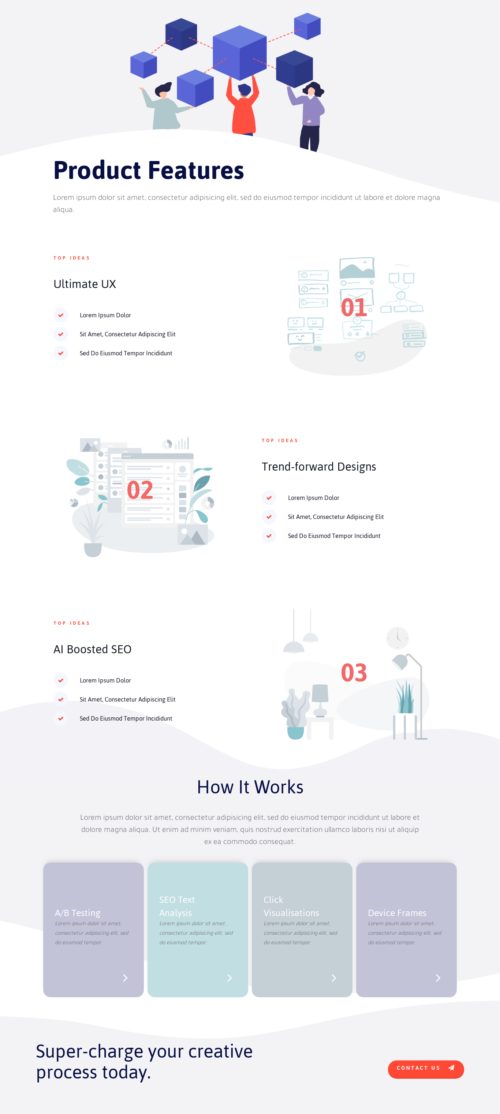 Product Features
Lorem ipsum dolor sit amet, consectetur adipisicing elit, sed do eiusmod tempor incididunt ut labore et dolore magna
aliqua.
TOP IDEAS
Ultimate UX
Lorem Ipsum Dolor
Sit Amet, Consectetur Adipiscing Elit
Sed Do Eiusmod Tempor Incididunt
01
02
TOP IDEAS
Trend-forward Designs
Lorem Ipsum Dolor
Sit Amet, Consectetur Adipiscing Elit
Sed Do Eiusmod Tempor Incididunt
TOP IDEAS
AI Boosted SEO
Lorem Ipsum Dolor
Sit Amet, Consectetur Adipiscing Elit
Sed Do Eiusmod Tempor Incididunt
03
How It Works
Lorem ipsum dolor sit amet, consectetur adipiscing elit, sed do eiusmod tempor incididunt ut labore et
dolore magna aliqua. Ut enim ad minim veniam, quis nostrud exercitation ullamco laboris nisi ut aliquip
ex ea commodo consequat.
A/B Testing
Lorem ipsum dolor sit amet,
consectetur adipiscing elit, sed
do eiusmod tempor
SEO Text
Analysis
Lorem ipsum dolor sit amet,
consectetur adipiscing elit, sed
do eiusmod tempor
Click
Visualisations
Lorem ipsum dolor sit amet,
consectetur adipiscing elit, sed
do eiusmod tempor
Device Frames
Lorem ipsum dolor sit amet,
consectetur adipiscing elit, sed
do eiusmod tempor
Super-charge your creative
process today.
CONTACT US